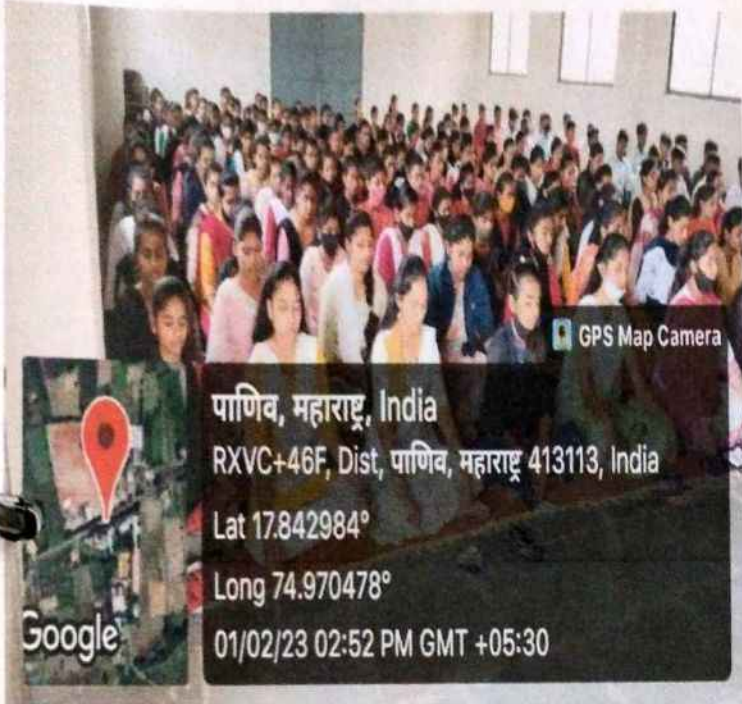 GPS Map Camera
पाणिव, महाराष्ट्र, India
RXVC+46F, Dist, पाणिव, महाराष्ट्र 413113, India
Lat 17.842984°
Long 74.970478°
Google
01/02/23 02:52 PM GMT +05:30